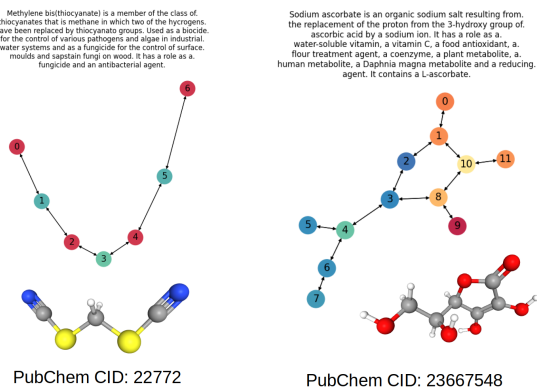 Methylene bis(thiocyanate) is a member of the class of.
thiocyanates that is methane in which two of the hycrogens.
have been replaced by thiocyanato groups. Used as a biocide.
for the control of various pathogens and algae in industrial.
water systems and as a fungicide for the control of surface.
moulds and sapstain fungi on wood. It has a role as a.
fungicide and an antibacterial agent.
6
0
1
5
2
4
3
PubChem CID: 22772
Sodium ascorbate is an organic sodium salt resulting from.
the replacement of the proton from the 3-hydroxy group of.
ascorbic acid by a sodium ion. It has a role as a.
water-soluble vitamin, a vitamin C, a food antioxidant, a.
flour treatment agent, a coenzyme, a plant metabolite, a.
human metabolite, a Daphnia magna metabolite and a reducing.
agent. It contains a L-ascorbate.
0
1
2
10
11
3
8
5
4
9
6
7
PubChem CID: 23667548